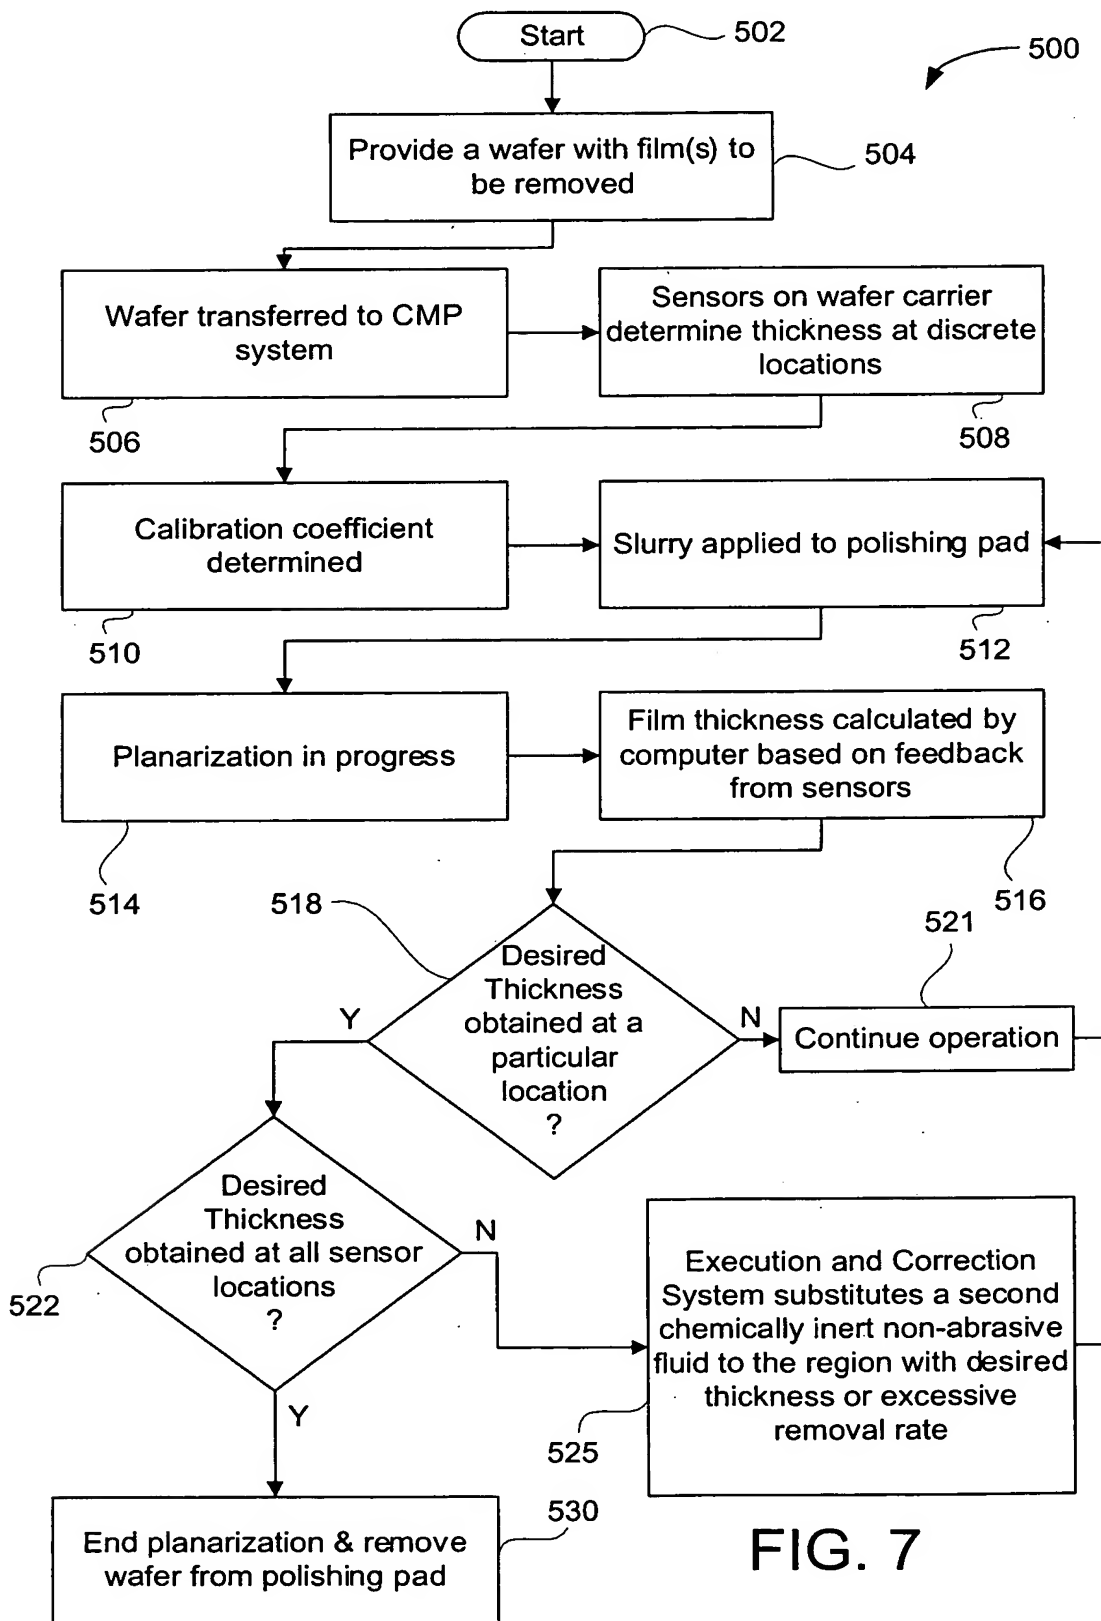 Start
502
500
Provide a wafer with film(s) to
be removed
504
Wafer transferred to CMP
system
506
Sensors on wafer carrier
determine thickness at discrete
locations
508
Calibration coefficient
determined
510
Slurry applied to polishing pad
512
Planarization in progress
514
Film thickness calculated by
computer based on feedback
from sensors
516
518
Desired
Thickness
obtained at a
particular
location
?
Y
N
521
Continue operation
Desired
Thickness
obtained at all sensor
locations
?
522
N
Y
Execution and Correction
System substitutes a second
chemically inert non-abrasive
fluid to the region with desired
thickness or excessive
removal rate
525
End planarization & remove
wafer from polishing pad
530
FIG. 7